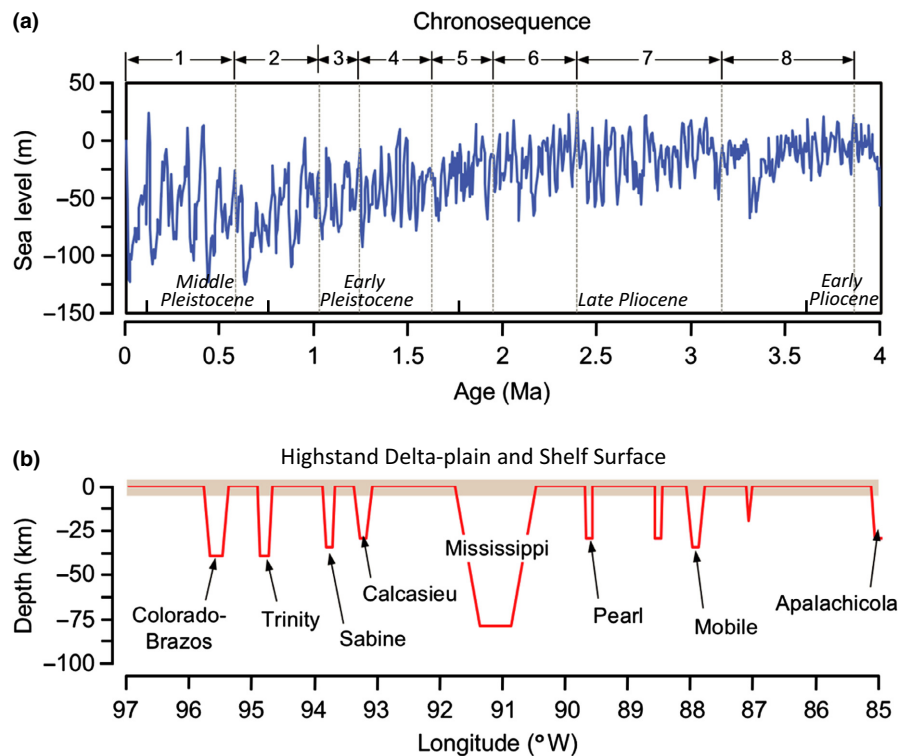 (a)
Chronosequence
1 2 3 4 5 6 7 8
50
0
−50
−100
−150
Sea level (m)
Middle
Pleistocene
Early
Pleistocene
Late Pliocene
Early
Pliocene
0 0.5 1 1.5 2 2.5 3 3.5 4
Age (Ma)
(b)
Highstand Delta-plain and Shelf Surface
0
−25
−50
−75
−100
Depth (km)
Colorado-
Brazos
Trinity
Sabine
Calcasieu
Mississippi
Pearl
Mobile
Apalachicola
97 96 95 94 93 92 91 90 89 88 87 86 85
Longitude (°W)